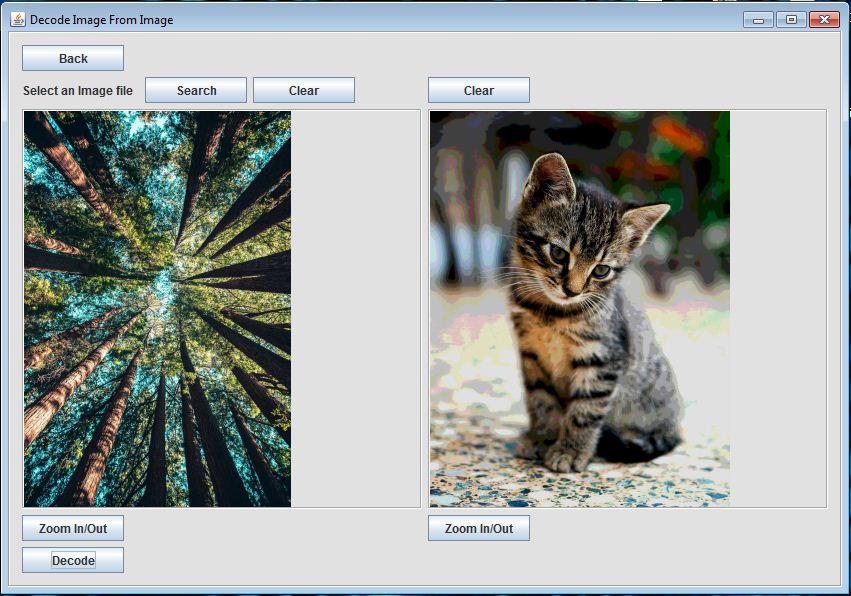 Decode Image From Image
Back
Select an Image file Search Clear Clear
Zoom In/Out Zoom In/Out
Decode